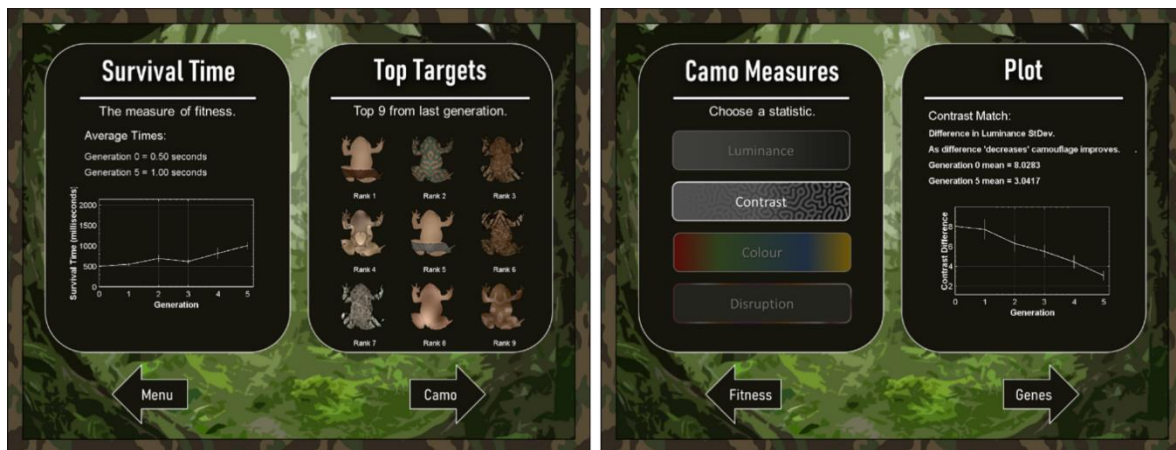 Survival Time
The measure of fitness.
Average Times:
Generation 0 = 0.50 seconds
Generation 5 = 1.00 seconds
Survival Time (milliseconds)
2000
1500
1000
500
0
0 1 2 3 4 5
Generation
Top Targets
Top 9 from last generation.
Rank 1 Rank 2 Rank 3
Rank 4 Rank 5 Rank 6
Rank 7 Rank 8 Rank 9
Menu
Camo
Camo Measures
Choose a statistic.
Luminance
Contrast
Colour
Disruption
Plot
Contrast Match:
Difference in Luminance StDev.
As difference 'decreases' camouflage improves.
Generation 0 mean = 8.0283
Generation 5 mean = 3.0417
Contrast Difference
8
6
4
2
0 1 2 3 4 5
Generation
Fitness
Genes